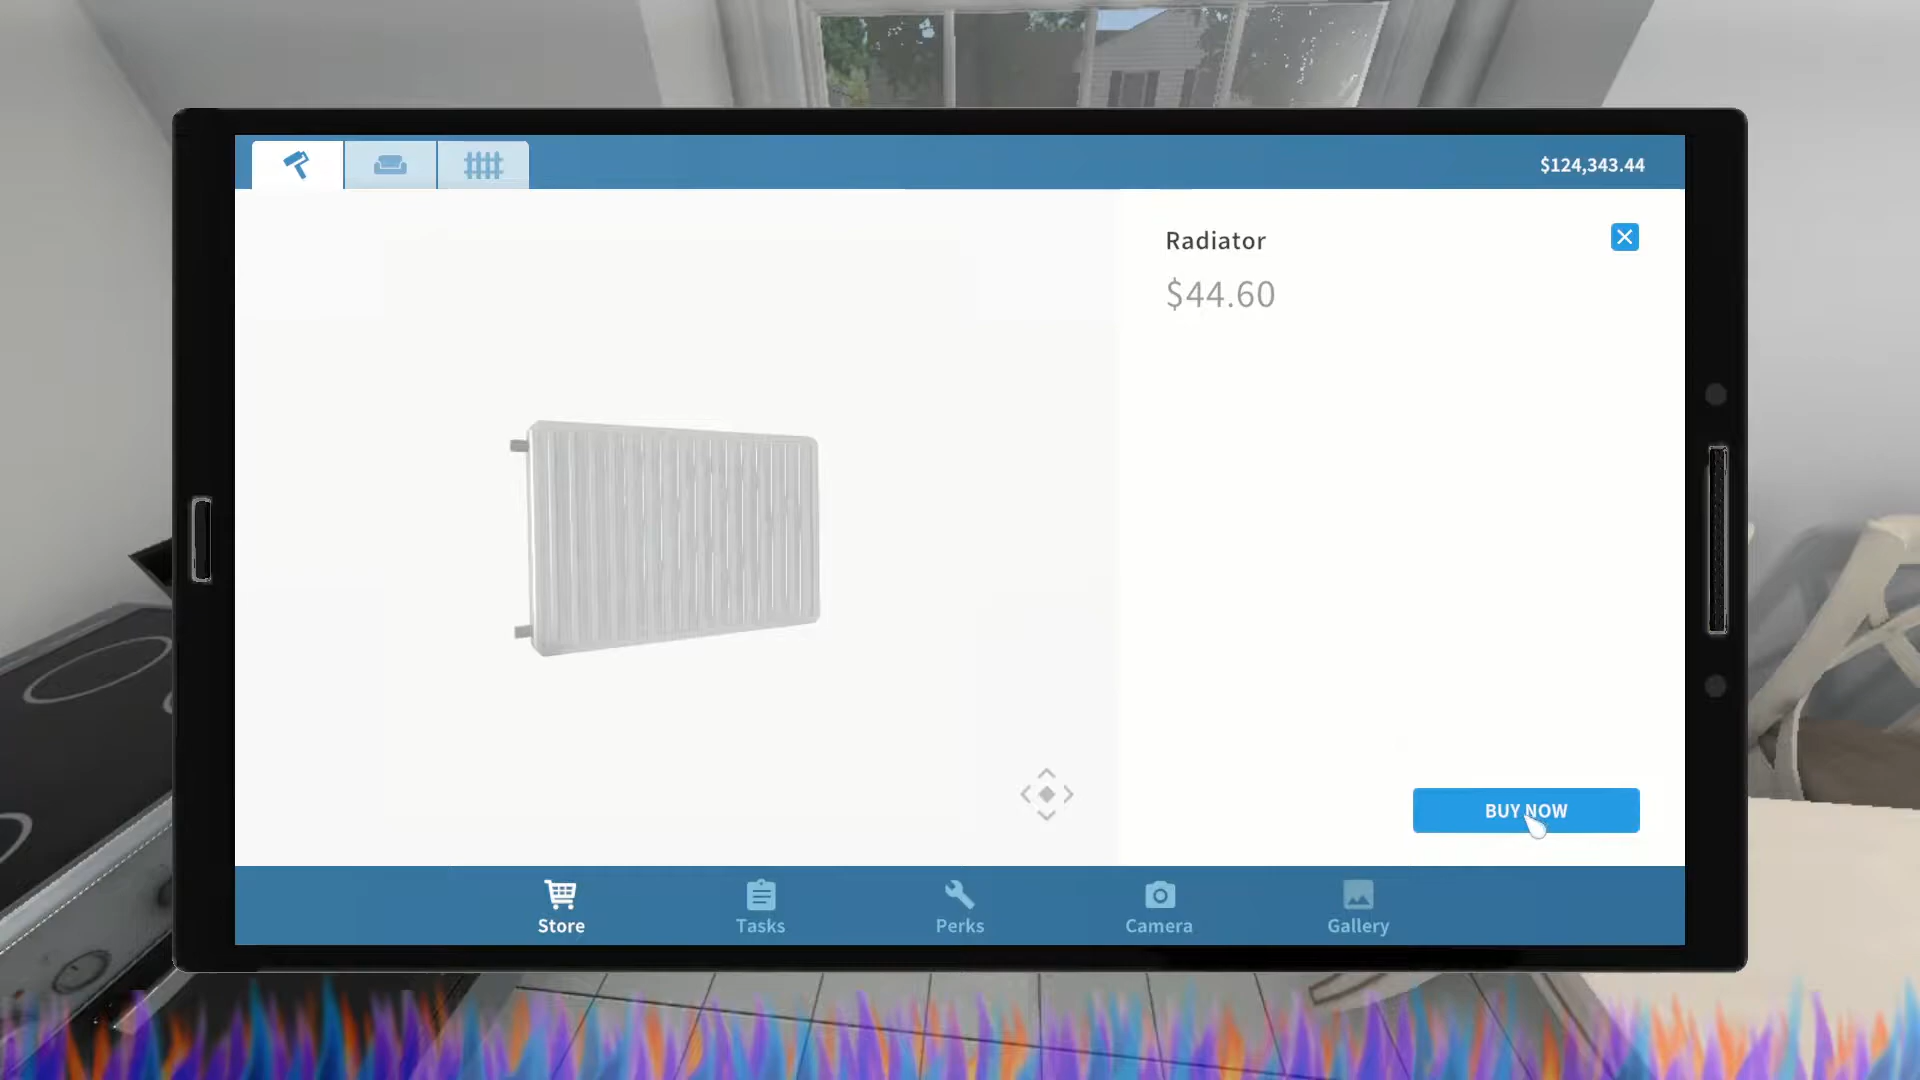 $124,343.44
Radiator
$44.60
BUY NOW
Store
Tasks
Perks
Camera
Gallery